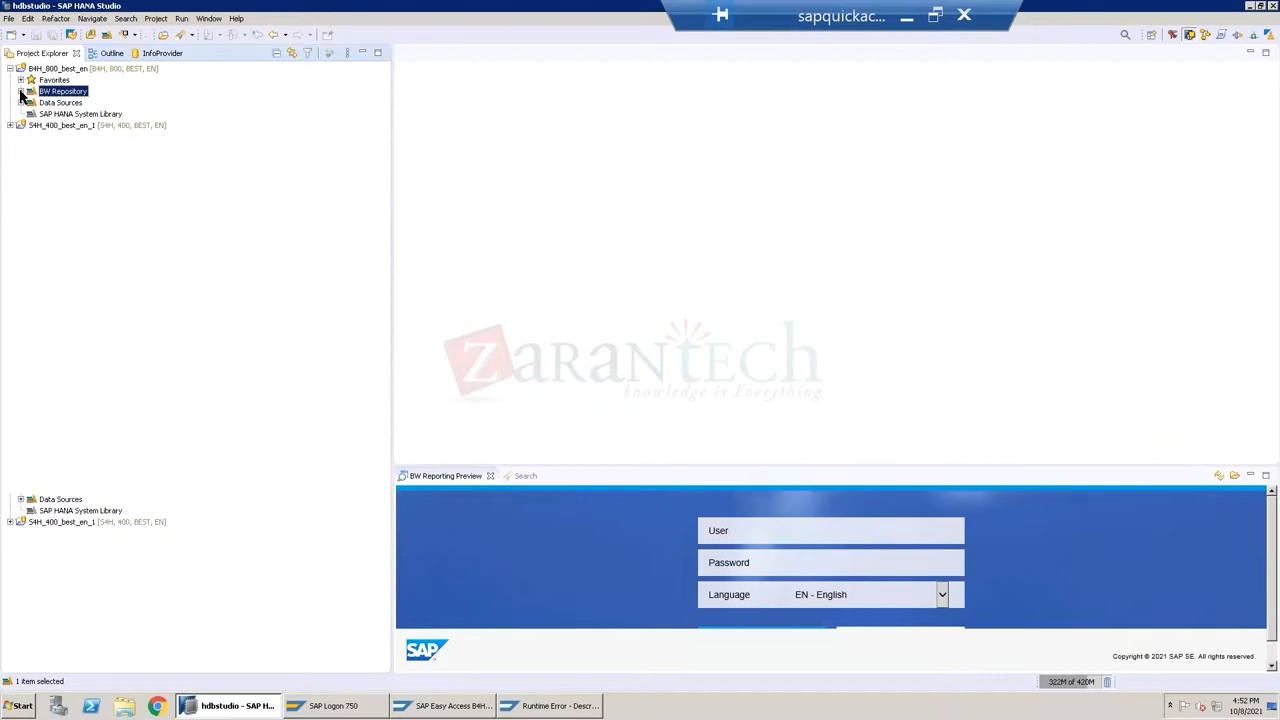 hdbstudio - SAP HANA Studio
sapquickac...
File Edit Refactor Navigate Search Project Run Window Help
Project Explorer Outline InfoProvider
B4H_800_best_en [B4H, 800, BEST, EN]
Favorites
BW Repository
Data Sources
SAP HANA System Library
S4H_400_best_en_1 [S4H, 400, BEST, EN]
ZARANTECH
knowledge is Everything
BW Reporting Preview Search
Data Sources
SAP HANA System Library
S4H_400_best_en_1 [S4H, 400, BEST, EN]
User
Password
Language EN - English
SAP
Copyright © 2021 SAP SE. All rights reserved.
1 item selected
322M of 420M
Start
hdbstudio - SAP H...
SAP Logon 750
SAP Easy Access B4H...
Runtime Error - Descr...
4:52 PM
10/8/2021